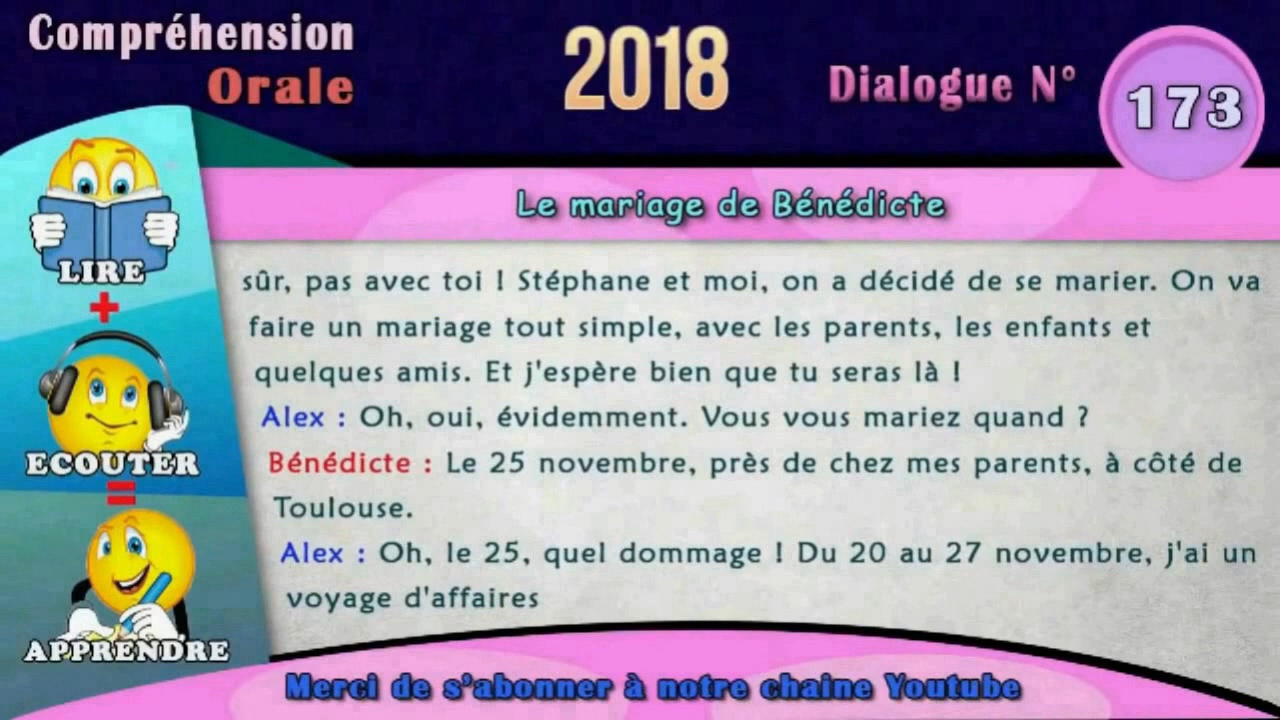 Compréhension
Orale
2018
Dialogue N°
173
Le mariage de Bénédicte
LIRE
+
ECOUTER
=
APPRENDRE
sûr, pas avec toi ! Stéphane et moi, on a décidé de se marier. On va
faire un mariage tout simple, avec les parents, les enfants et
quelques amis. Et j'espère bien que tu seras là !
Alex : Oh, oui, évidemment. Vous vous mariez quand ?
Bénédicte : Le 25 novembre, près de chez mes parents, à côté de
Toulouse.
Alex : Oh, le 25, quel dommage ! Du 20 au 27 novembre, j'ai un
voyage d'affaires
Merci de s'abonner à notre chaine Youtube